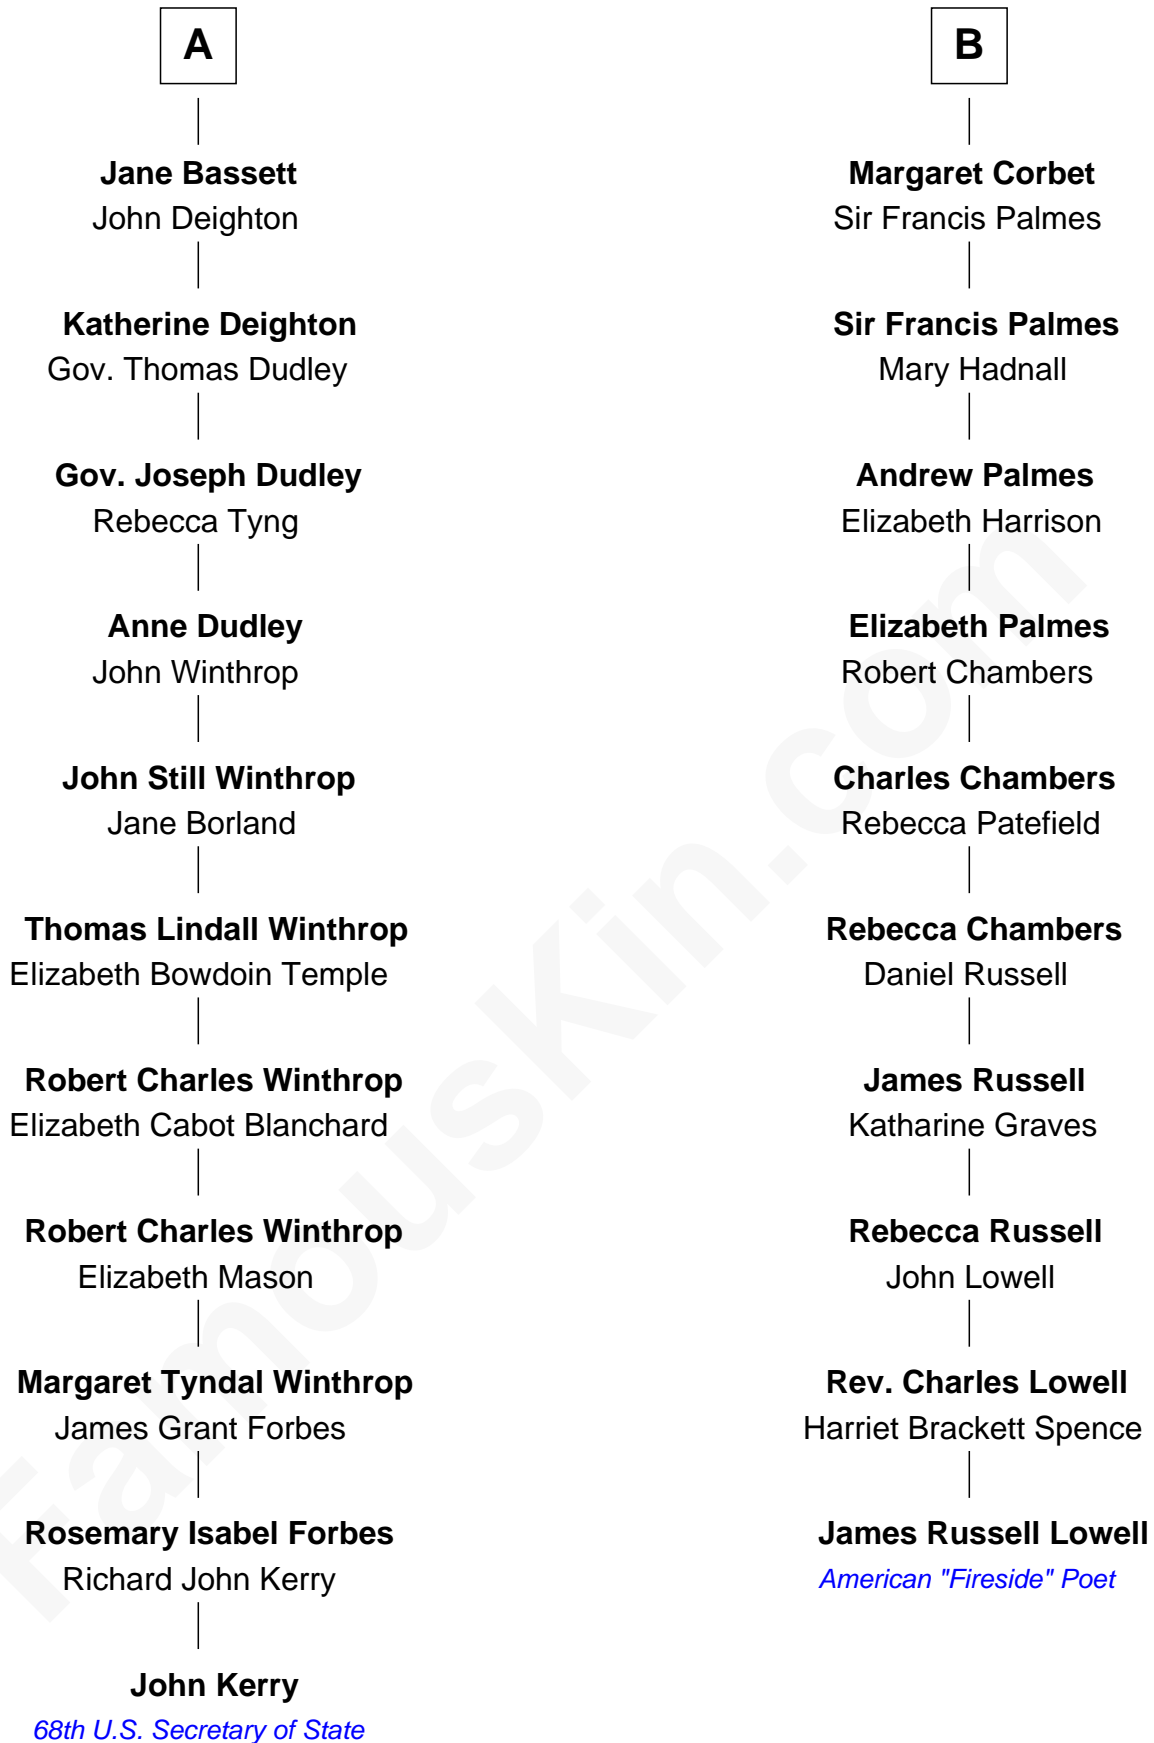 A
Jane Bassett
John Deighton
Katherine Deighton
Gov. Thomas Dudley
Gov. Joseph Dudley
Rebecca Tyng
Anne Dudley
John Winthrop
John Still Winthrop
Jane Borland
Thomas Lindall Winthrop
Elizabeth Bowdoin Temple
Robert Charles Winthrop
Elizabeth Cabot Blanchard
Robert Charles Winthrop
Elizabeth Mason
Margaret Tyndal Winthrop
James Grant Forbes
Rosemary Isabel Forbes
Richard John Kerry
John Kerry
68th U.S. Secretary of State
B
Margaret Corbet
Sir Francis Palmes
Sir Francis Palmes
Mary Hadnall
Andrew Palmes
Elizabeth Harrison
Elizabeth Palmes
Robert Chambers
Charles Chambers
Rebecca Patefield
Rebecca Chambers
Daniel Russell
James Russell
Katharine Graves
Rebecca Russell
John Lowell
Rev. Charles Lowell
Harriet Brackett Spence
James Russell Lowell
American "Fireside" Poet
FamousKin.com